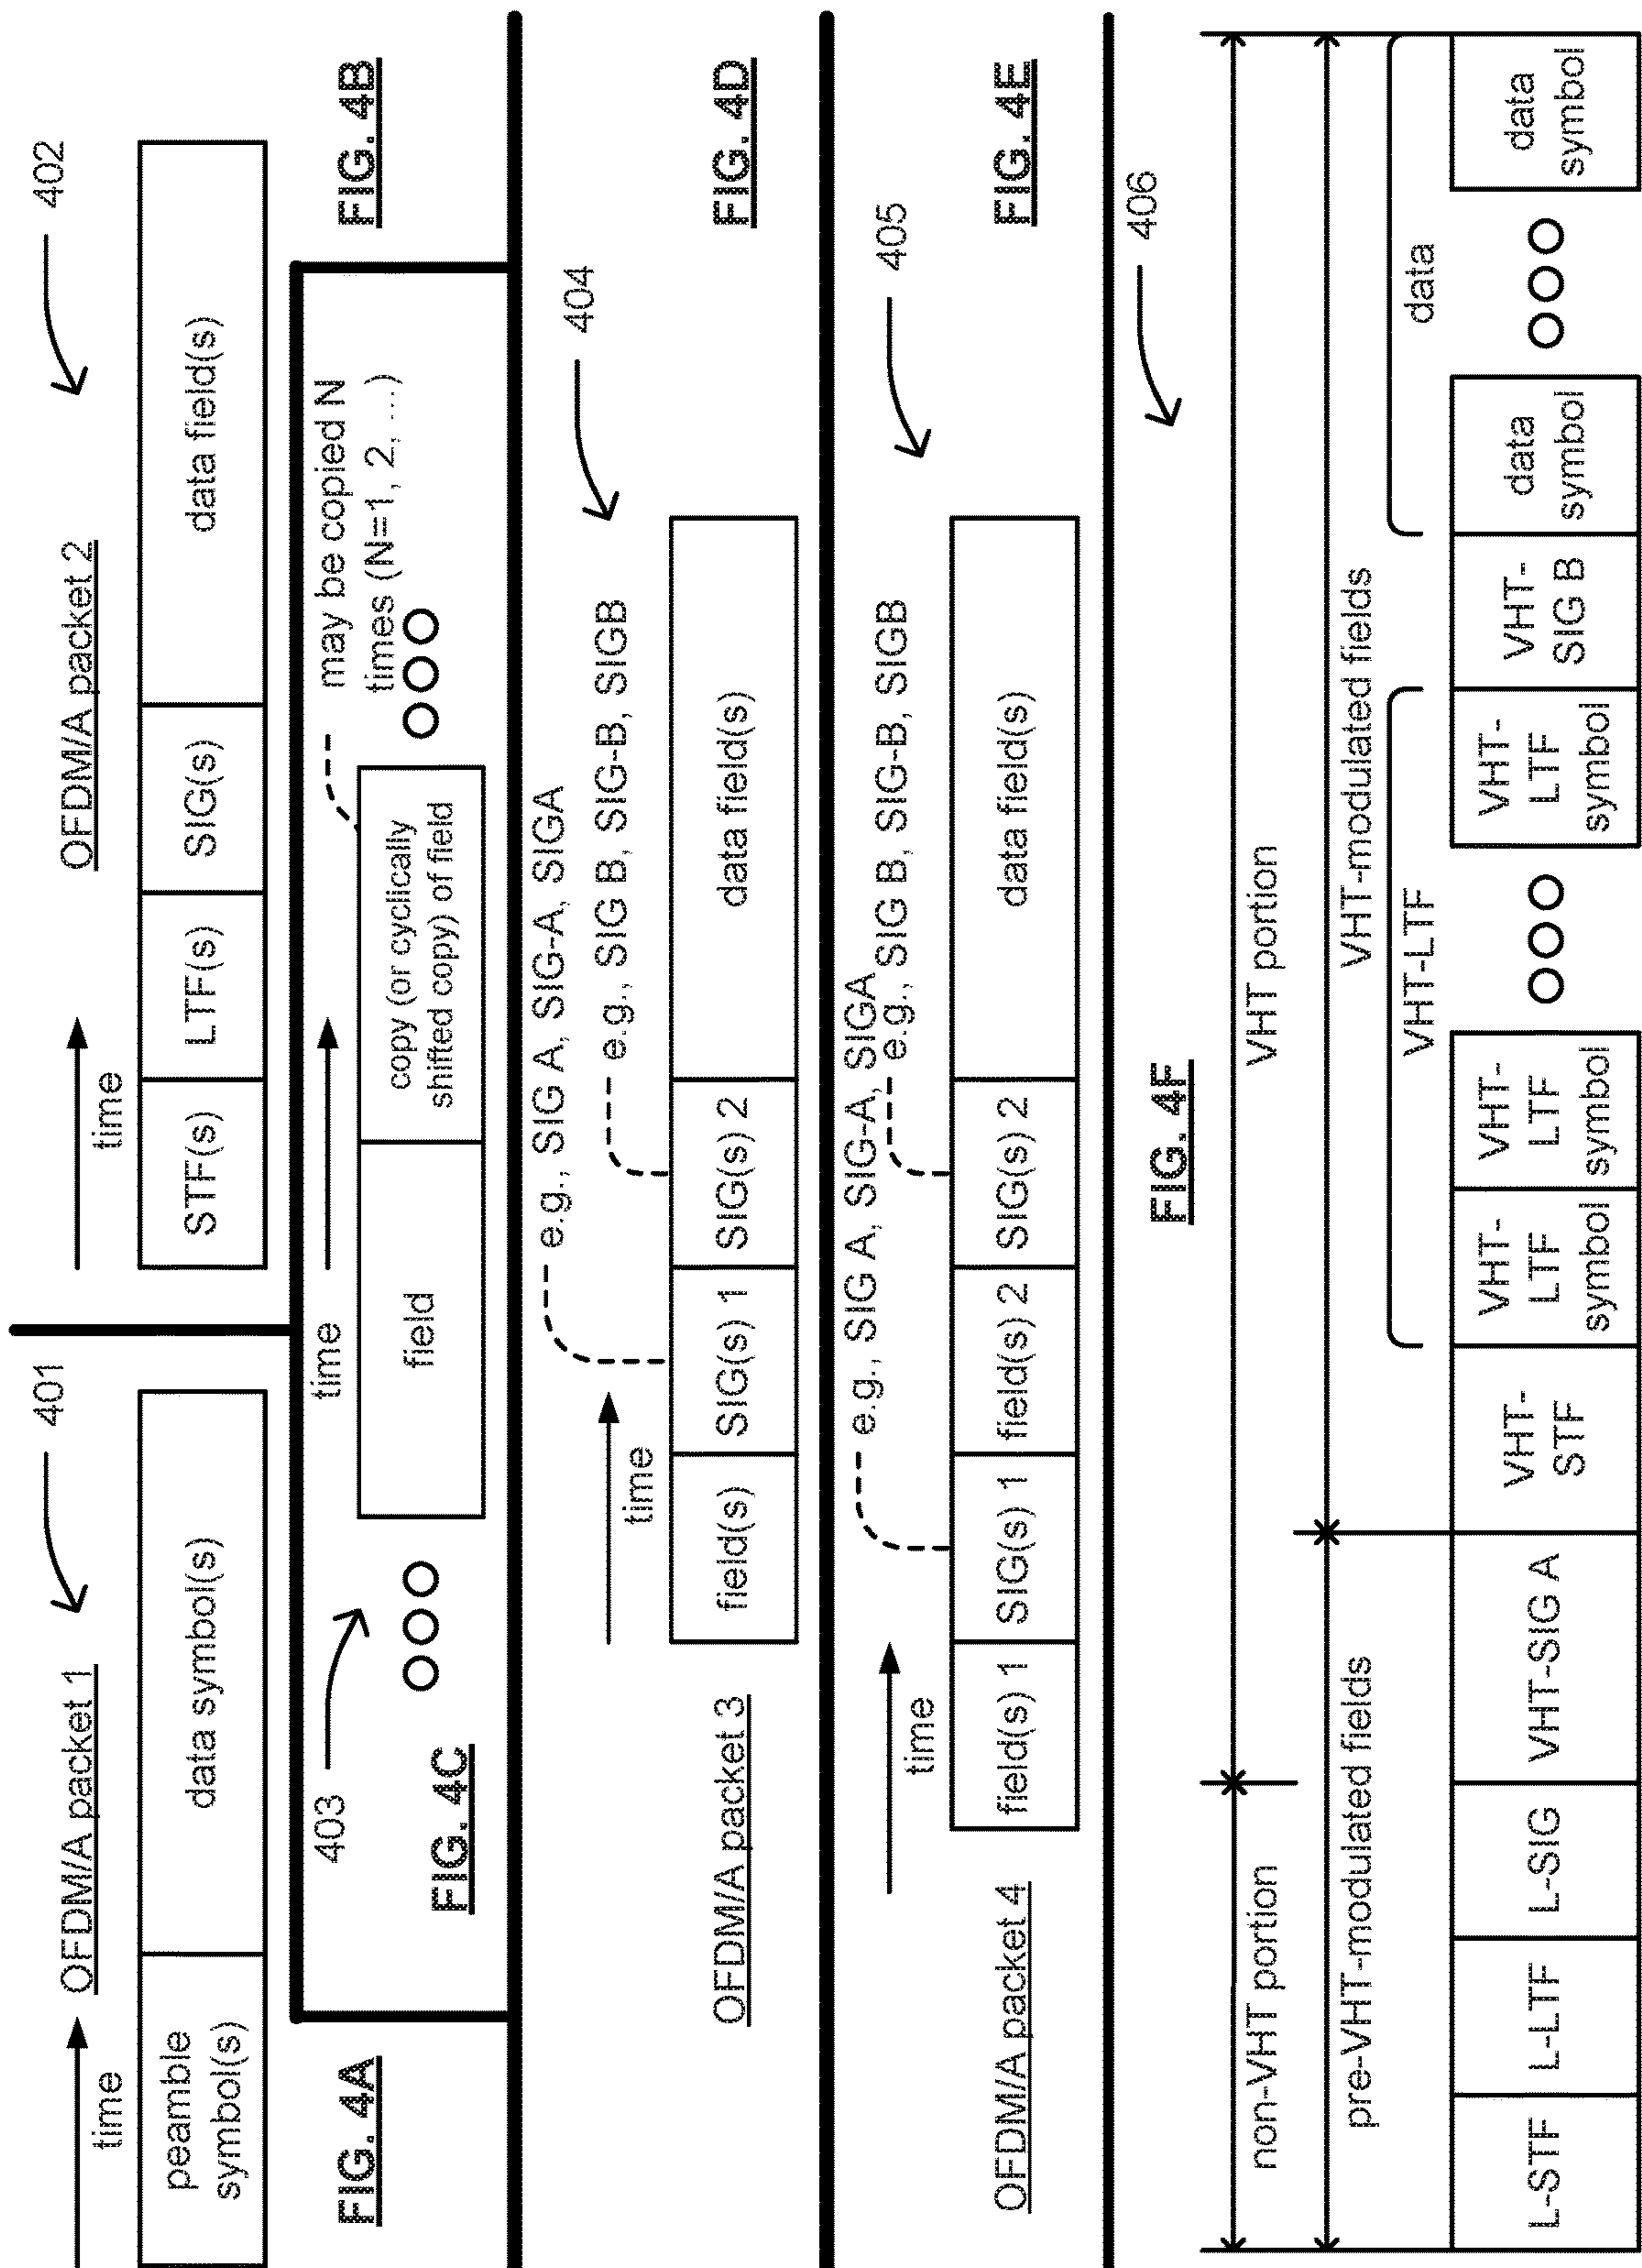 OFDM/A packet 1
401
time
peamble
symbol(s)
data symbol(s)
FIG. 4A
OFDM/A packet 2
402
time
STF(s)
LTF(s)
SIG(s)
data field(s)
FIG. 4B
403
time
field
copy (or cyclically
shifted copy) of field
may be copied N
times (N=1, 2, ...)
FIG. 4C
e.g., SIG A, SIG-A, SIGA
e.g., SIG B, SIG-B, SIGB
404
time
OFDM/A packet 3
field(s)
SIG(s) 1
SIG(s) 2
data field(s)
FIG. 4D
e.g., SIG A, SIG-A, SIGA
e.g., SIG B, SIG-B, SIGB
405
time
OFDM/A packet 4
field(s) 1
SIG(s) 1
field(s) 2
SIG(s) 2
data field(s)
FIG. 4E
FIG. 4F
406
non-VHT portion
VHT portion
pre-VHT-modulated fields
VHT-modulated fields
VHT-LTF
data
L-STF
L-LTF
L-SIG
VHT-SIG A
VHT-
STF
VHT-
LTF
symbol
VHT-
LTF
symbol
VHT-
LTF
symbol
VHT-
SIG B
data
symbol
data
symbol